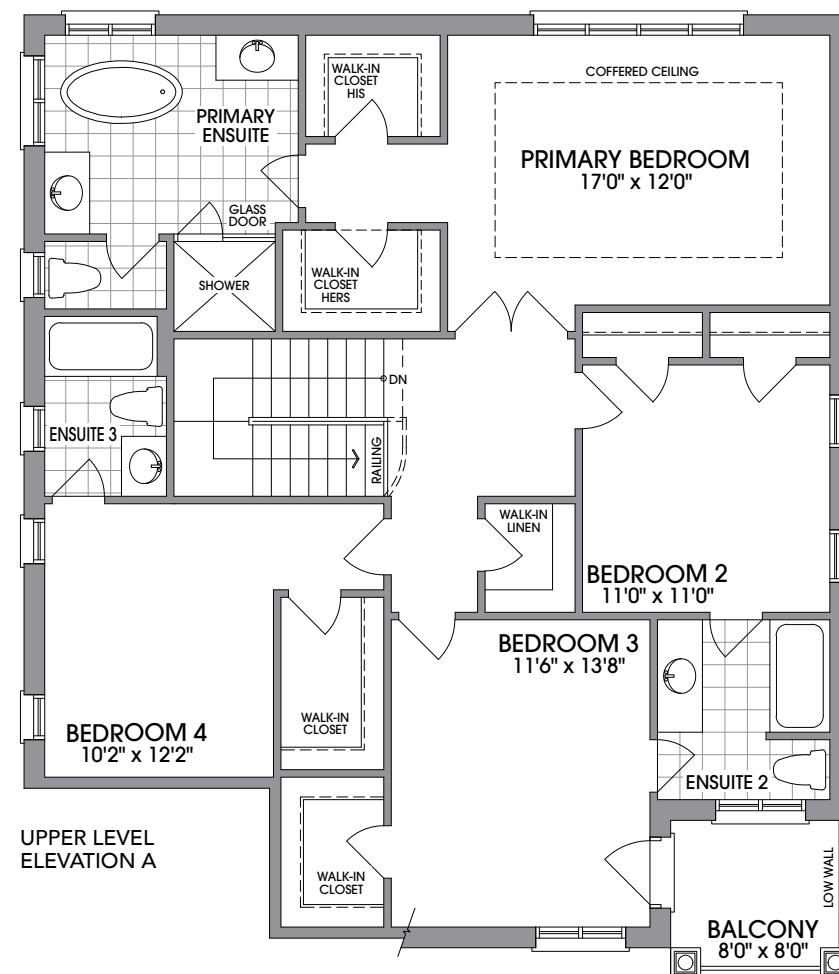 WALK-IN
CLOSET
HIS
COFFERED CEILING
PRIMARY
ENSUITE
PRIMARY BEDROOM
17'0" x 12'0"
GLASS
DOOR
SHOWER
WALK-IN
CLOSET
HERS
DN
RAILING
ENSUITE 3
WALK-IN
LINEN
BEDROOM 2
11'0" x 11'0"
BEDROOM 3
11'6" x 13'8"
BEDROOM 4
10'2" x 12'2"
WALK-IN
CLOSET
ENSUITE 2
UPPER LEVEL
ELEVATION A
WALK-IN
CLOSET
LOW WALL
BALCONY
8'0" x 8'0"